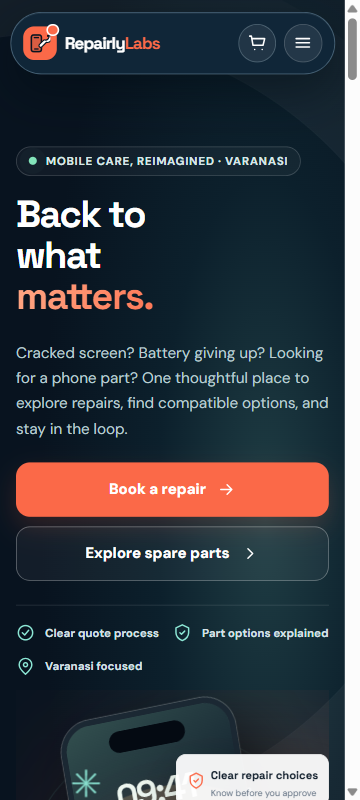 RepairlyLabs
MOBILE CARE, REIMAGINED · VARANASI
Back to
what
matters.
Cracked screen? Battery giving up? Looking
for a phone part? One thoughtful place to
explore repairs, find compatible options, and
stay in the loop.
Book a repair
Explore spare parts
Clear quote process
Part options explained
Varanasi focused
Clear repair choices
Know before you approve